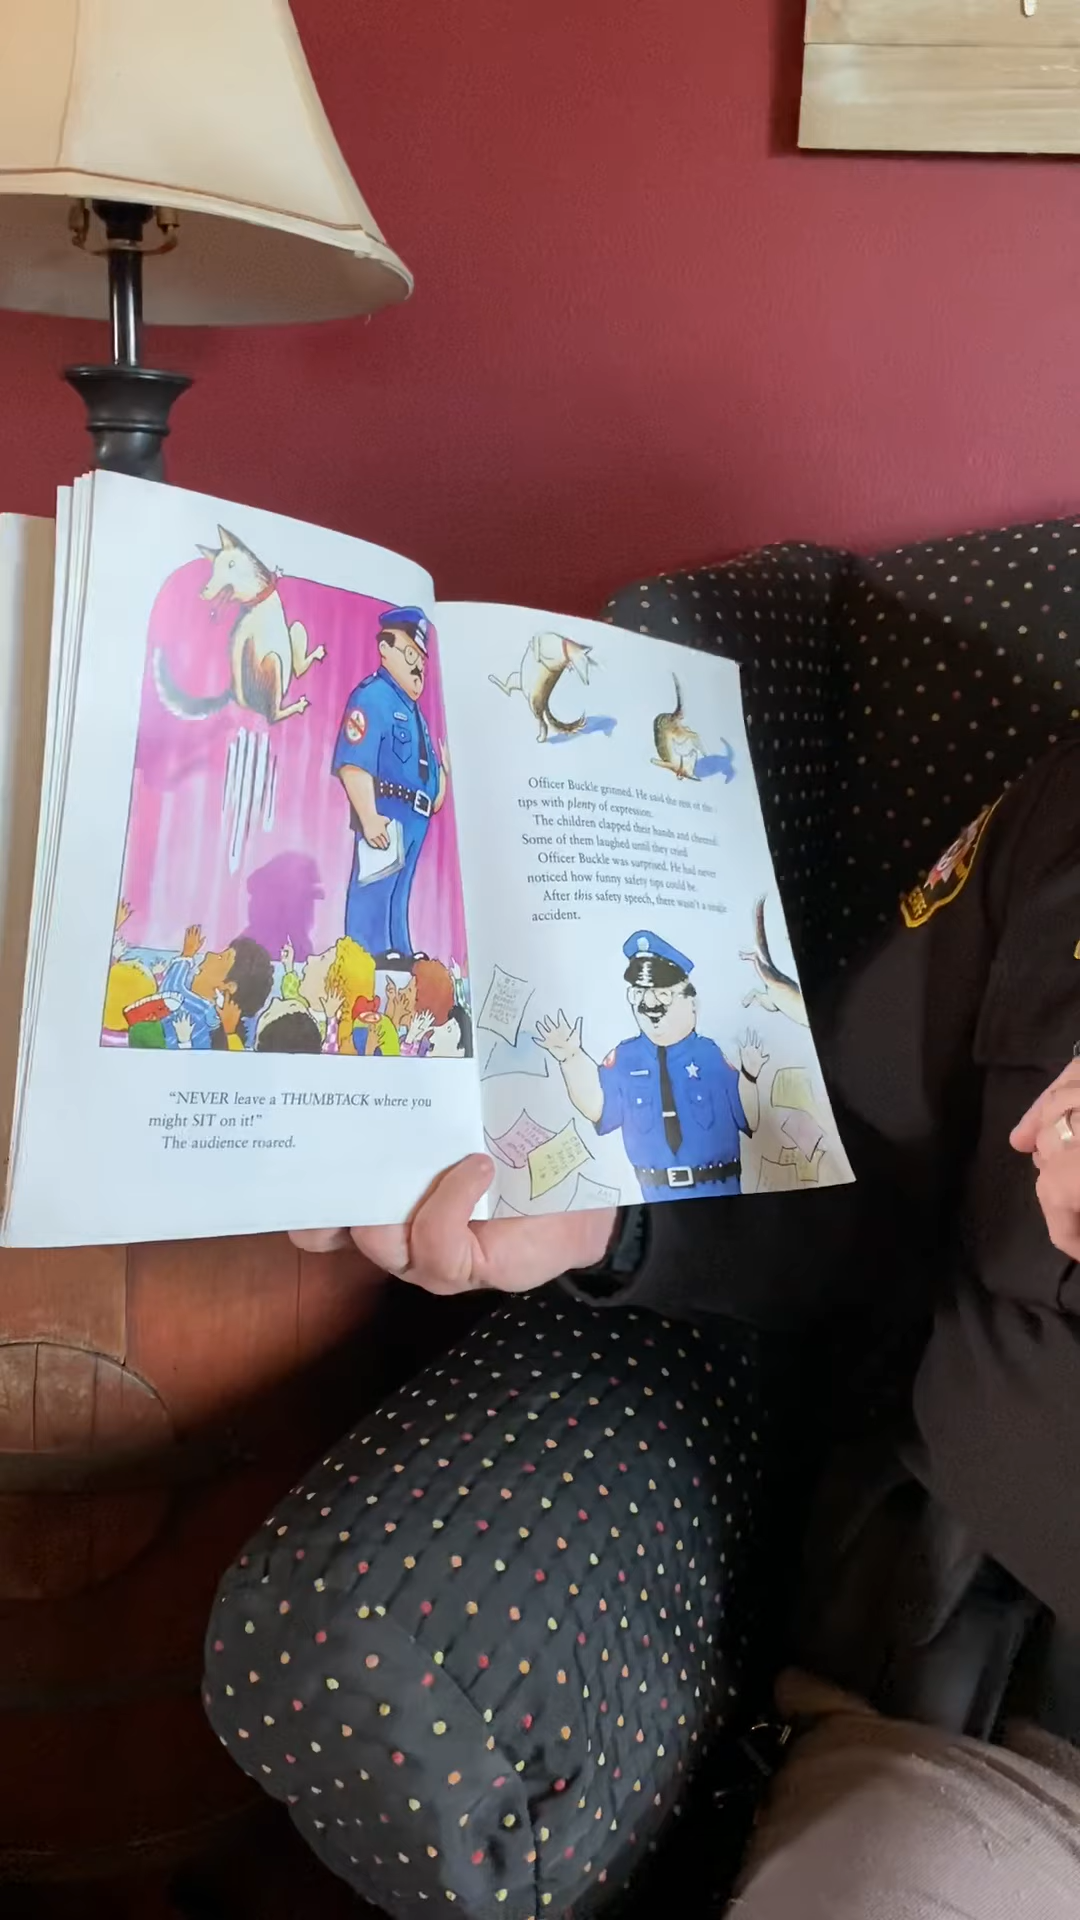 "NEVER leave a THUMBTACK where you
might SIT on it!"
The audience roared.
Officer Buckle grinned. He said the rest of the
tips with plenty of expression.
The children clapped their hands and cheered.
Some of them laughed until they cried.
Officer Buckle was surprised. He had never
noticed how funny safety tips could be.
After this safety speech, there wasn't a single
accident.